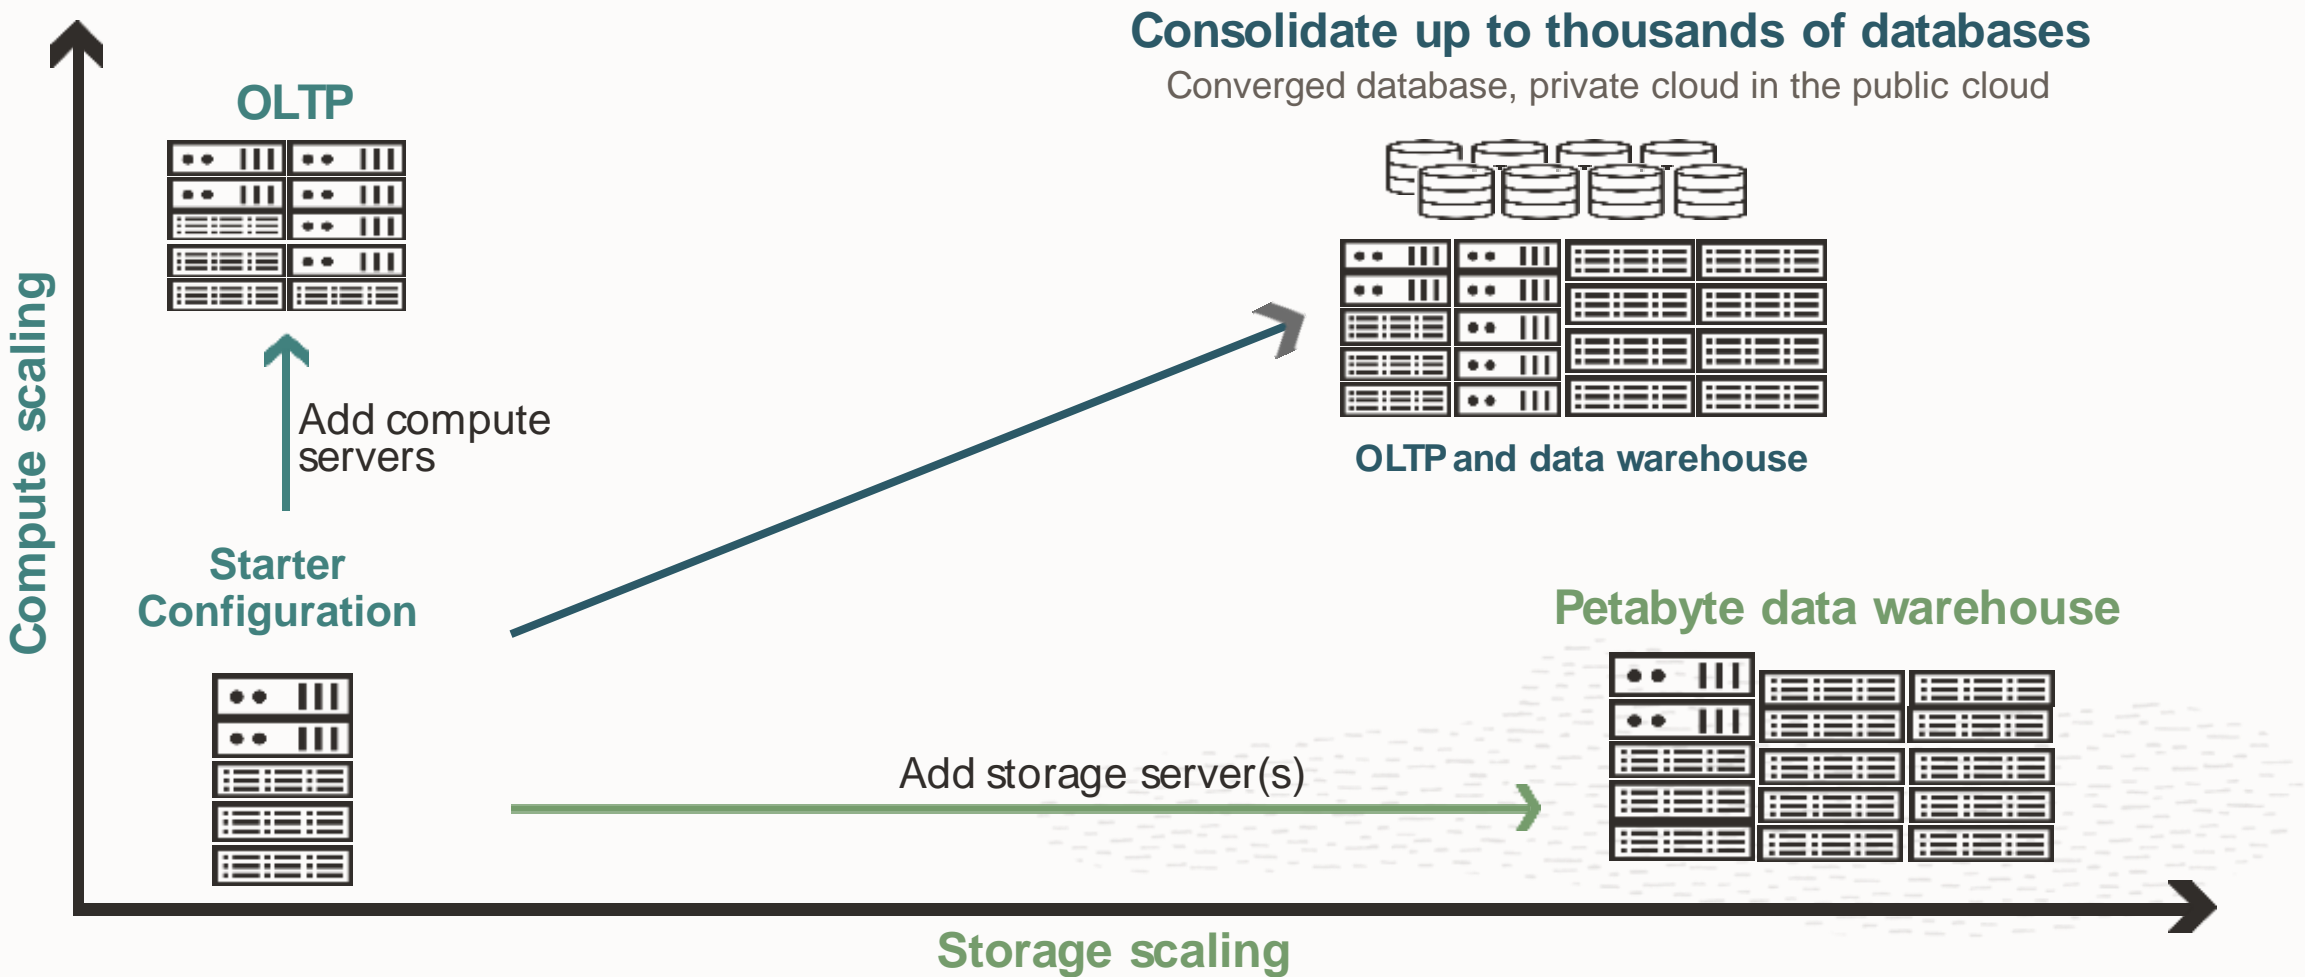 Consolidate up to thousands of databases
Converged database, private cloud in the public cloud
OLTP
Add compute
servers
OLTP and data warehouse
Starter
Configuration
Petabyte data warehouse
Add storage server(s)
Compute scaling
Storage scaling